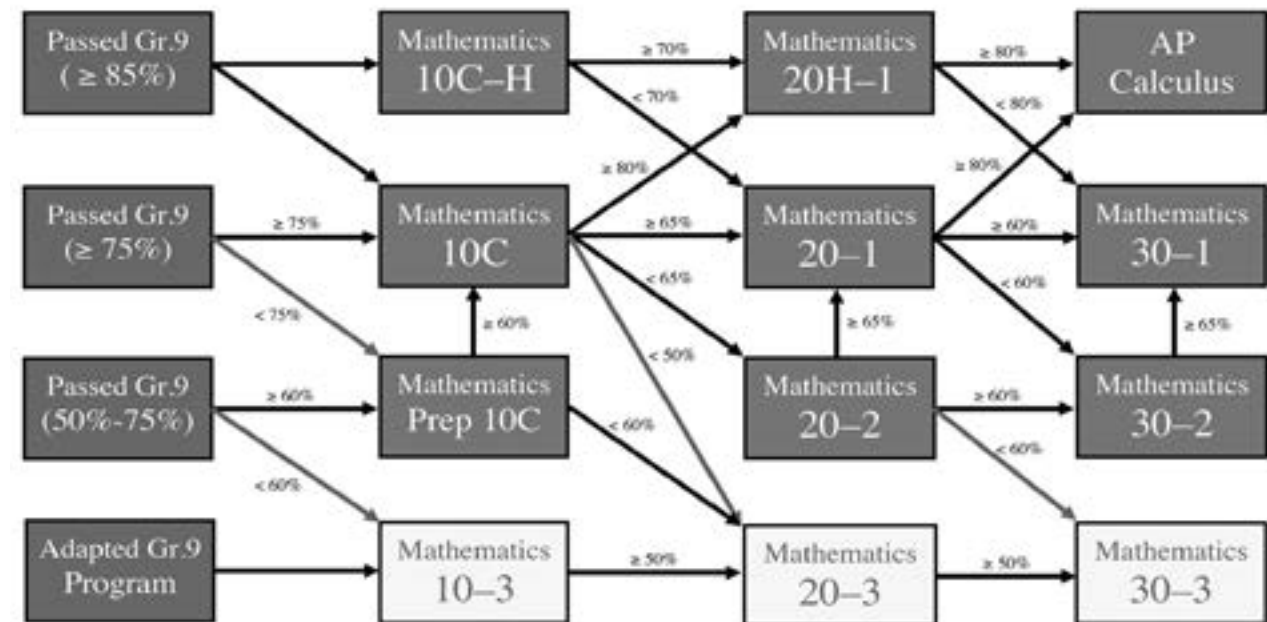 Passed Gr.9
(≥ 85%)
Mathematics
10C–H
≥ 70%
< 70%
Mathematics
20H–1
≥ 80%
< 80%
AP
Calculus
≥ 80%
≥ 80%
Passed Gr.9
(≥ 75%)
≥ 75%
< 75%
Mathematics
10C
≥ 65%
< 65%
< 50%
Mathematics
20–1
≥ 60%
< 60%
Mathematics
30–1
≥ 60%
≥ 65%
≥ 65%
Passed Gr.9
(50%-75%)
≥ 60%
< 60%
Mathematics
Prep 10C
< 60%
Mathematics
20–2
≥ 60%
< 60%
Mathematics
30–2
Adapted Gr.9
Program
Mathematics
10–3
≥ 50%
Mathematics
20–3
≥ 50%
Mathematics
30–3